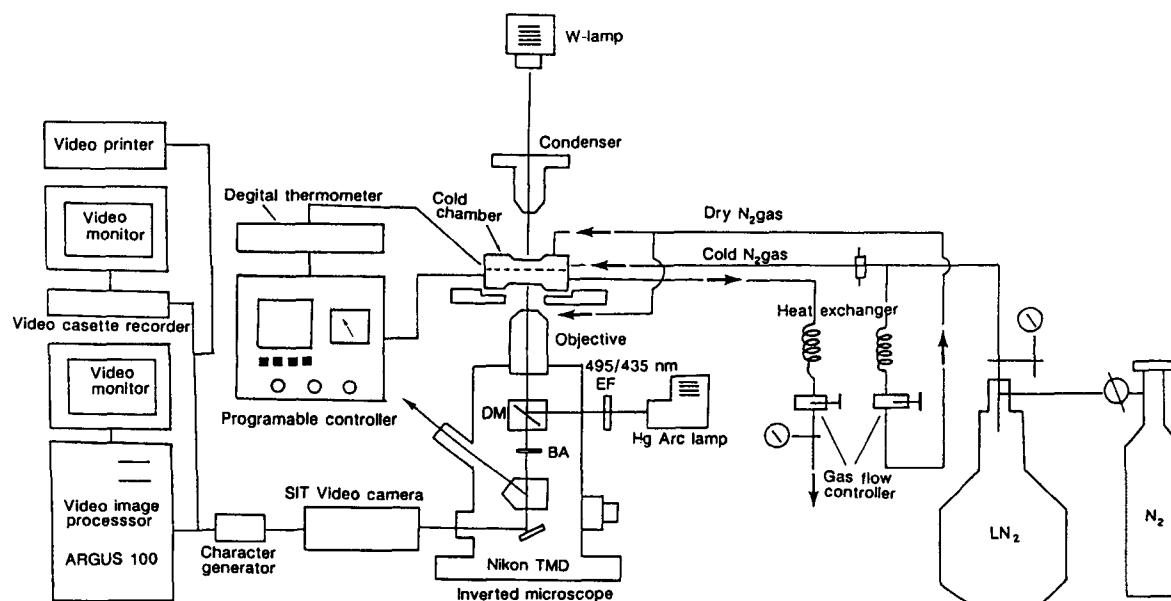 W-lamp
Condenser
Video printer
Degital thermometer
Cold
chamber
Video
monitor
Dry N₂gas
Cold N₂gas
Video casette recorder
Heat exchanger
Objective
Video
monitor
495/435 nm
EF
DM
Programable controller
Hg Arc lamp
BA
Gas flow
controller
SIT Video camera
Video image
processsor
ARGUS 100
Character
generator
LN₂
N₂
Nikon TMD
Inverted microscope